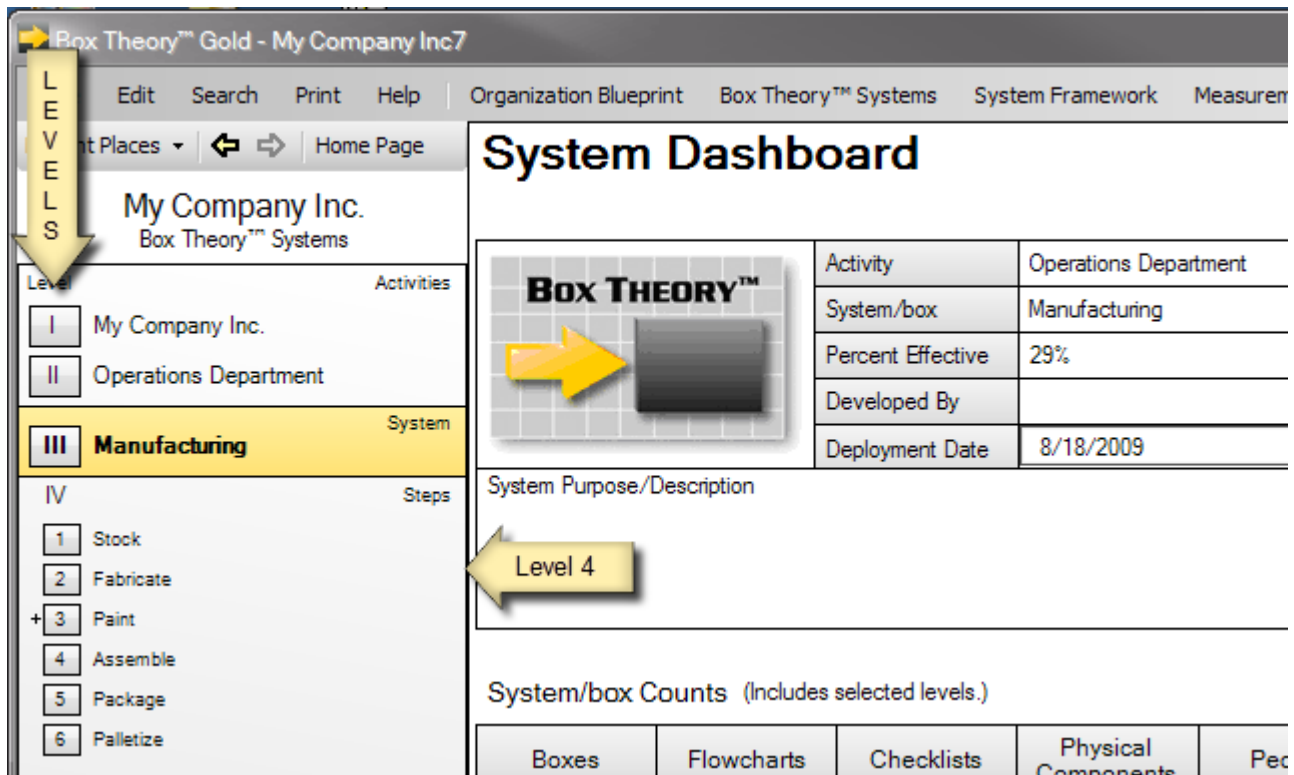 Box Theory™ Gold - My Company Inc7
LEVELS
Edit Search Print Help Organization Blueprint Box Theory™ Systems System Framework
Places Home Page
System Dashboard
My Company Inc.
Box Theory™ Systems
Level Activities
I My Company Inc.
II Operations Department
System
III Manufacturing
IV Steps
1 Stock
2 Fabricate
+ 3 Paint
4 Assemble
5 Package
6 Palletize
BOX THEORY™
Activity Operations Department
System/box Manufacturing
Percent Effective 29%
Developed By
Deployment Date 8/18/2009
System Purpose/Description
Level 4
System/box Counts (Includes selected levels.)
Boxes Flowcharts Checklists Physical Components